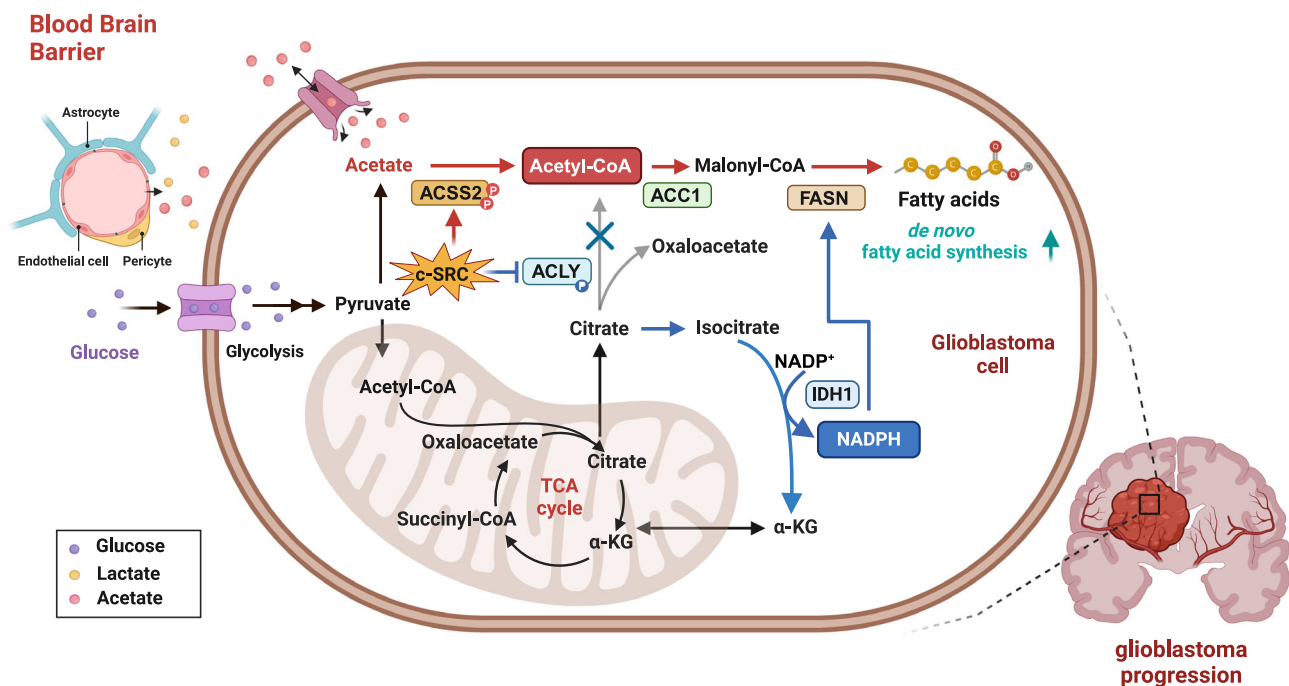 Blood Brain
Barrier
Astrocyte
Endothelial cell
Pericyte
Glucose
Glycolysis
Pyruvate
Acetate
ACSS2
P
P
c-SRC
ACLY
P
Acetyl-CoA
ACC1
Malonyl-CoA
FASN
C
C
C
C
C
O
O
H
Fatty acids
de novo
fatty acid synthesis
Oxaloacetate
Citrate
Isocitrate
NADP+
IDH1
NADPH
α-KG
Glioblastoma
cell
Acetyl-CoA
Oxaloacetate
Citrate
TCA
cycle
Succinyl-CoA
α-KG
Glucose
Lactate
Acetate
glioblastoma
progression